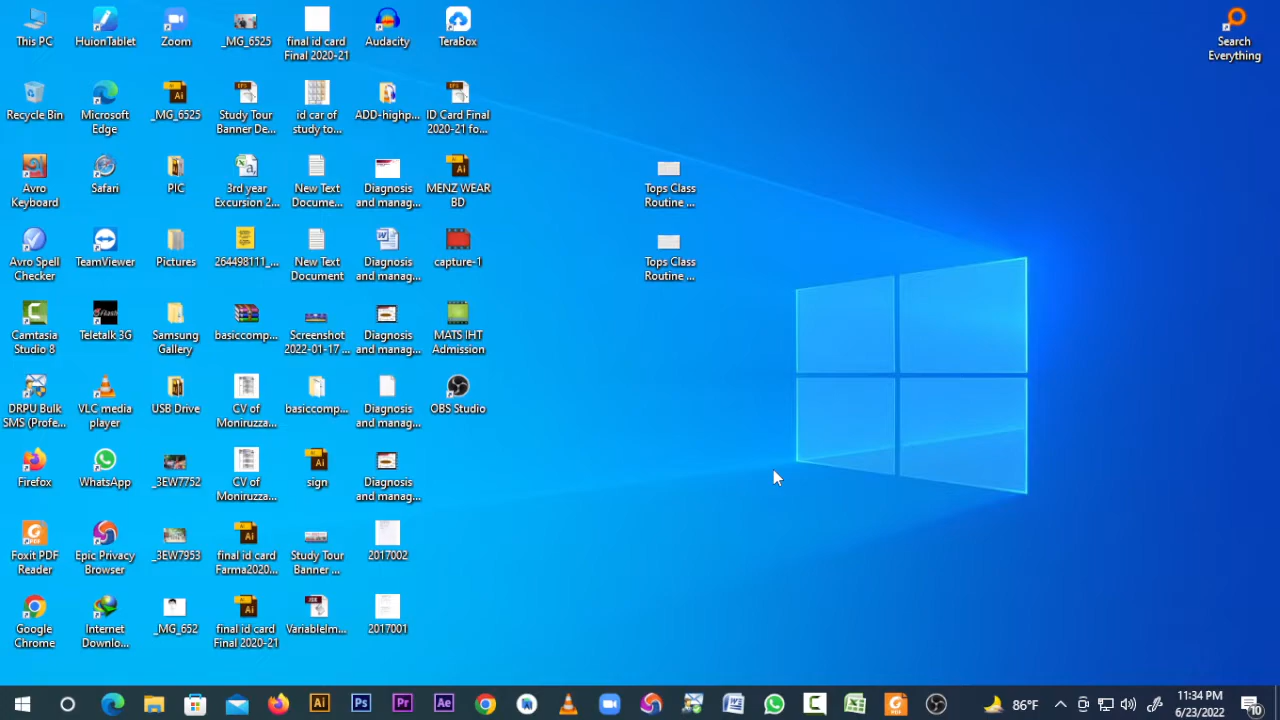 This PC
HuionTablet
Zoom
_MG_6525
final id card
Final 2020-21
Audacity
TeraBox
Search
Everything
Recycle Bin
Microsoft
Edge
_MG_6525
Study Tour
Banner De...
id car of
study to...
ADD-highp...
ID Card Final
2020-21 fo...
Avro
Keyboard
Safari
PIC
3rd year
Excursion 2...
New Text
Docume...
Diagnosis
and manag...
MENZ WEAR
BD
Tops Class
Routine ...
Avro Spell
Checker
TeamViewer
Pictures
264498111_...
New Text
Document
Diagnosis
and manag...
capture-1
Tops Class
Routine ...
Camtasia
Studio 8
Teletalk 3G
Samsung
Gallery
basiccomp...
Screenshot
2022-01-17 ...
Diagnosis
and manag...
MATS IHT
Admission
DRPU Bulk
SMS (Profe...
VLC media
player
USB Drive
CV of
Moniruzza...
basiccomp...
Diagnosis
and manag...
OBS Studio
Firefox
WhatsApp
_3EW7752
CV of
Moniruzza...
sign
Diagnosis
and manag...
Foxit PDF
Reader
Epic Privacy
Browser
_3EW7953
final id card
Farma2020...
Study Tour
Banner ...
2017002
Google
Chrome
Internet
Downlo...
_MG_652
final id card
Final 2020-21
VariableIm...
2017001
Ai
Ps
Pr
Ae
86°F
11:34 PM
6/23/2022
10